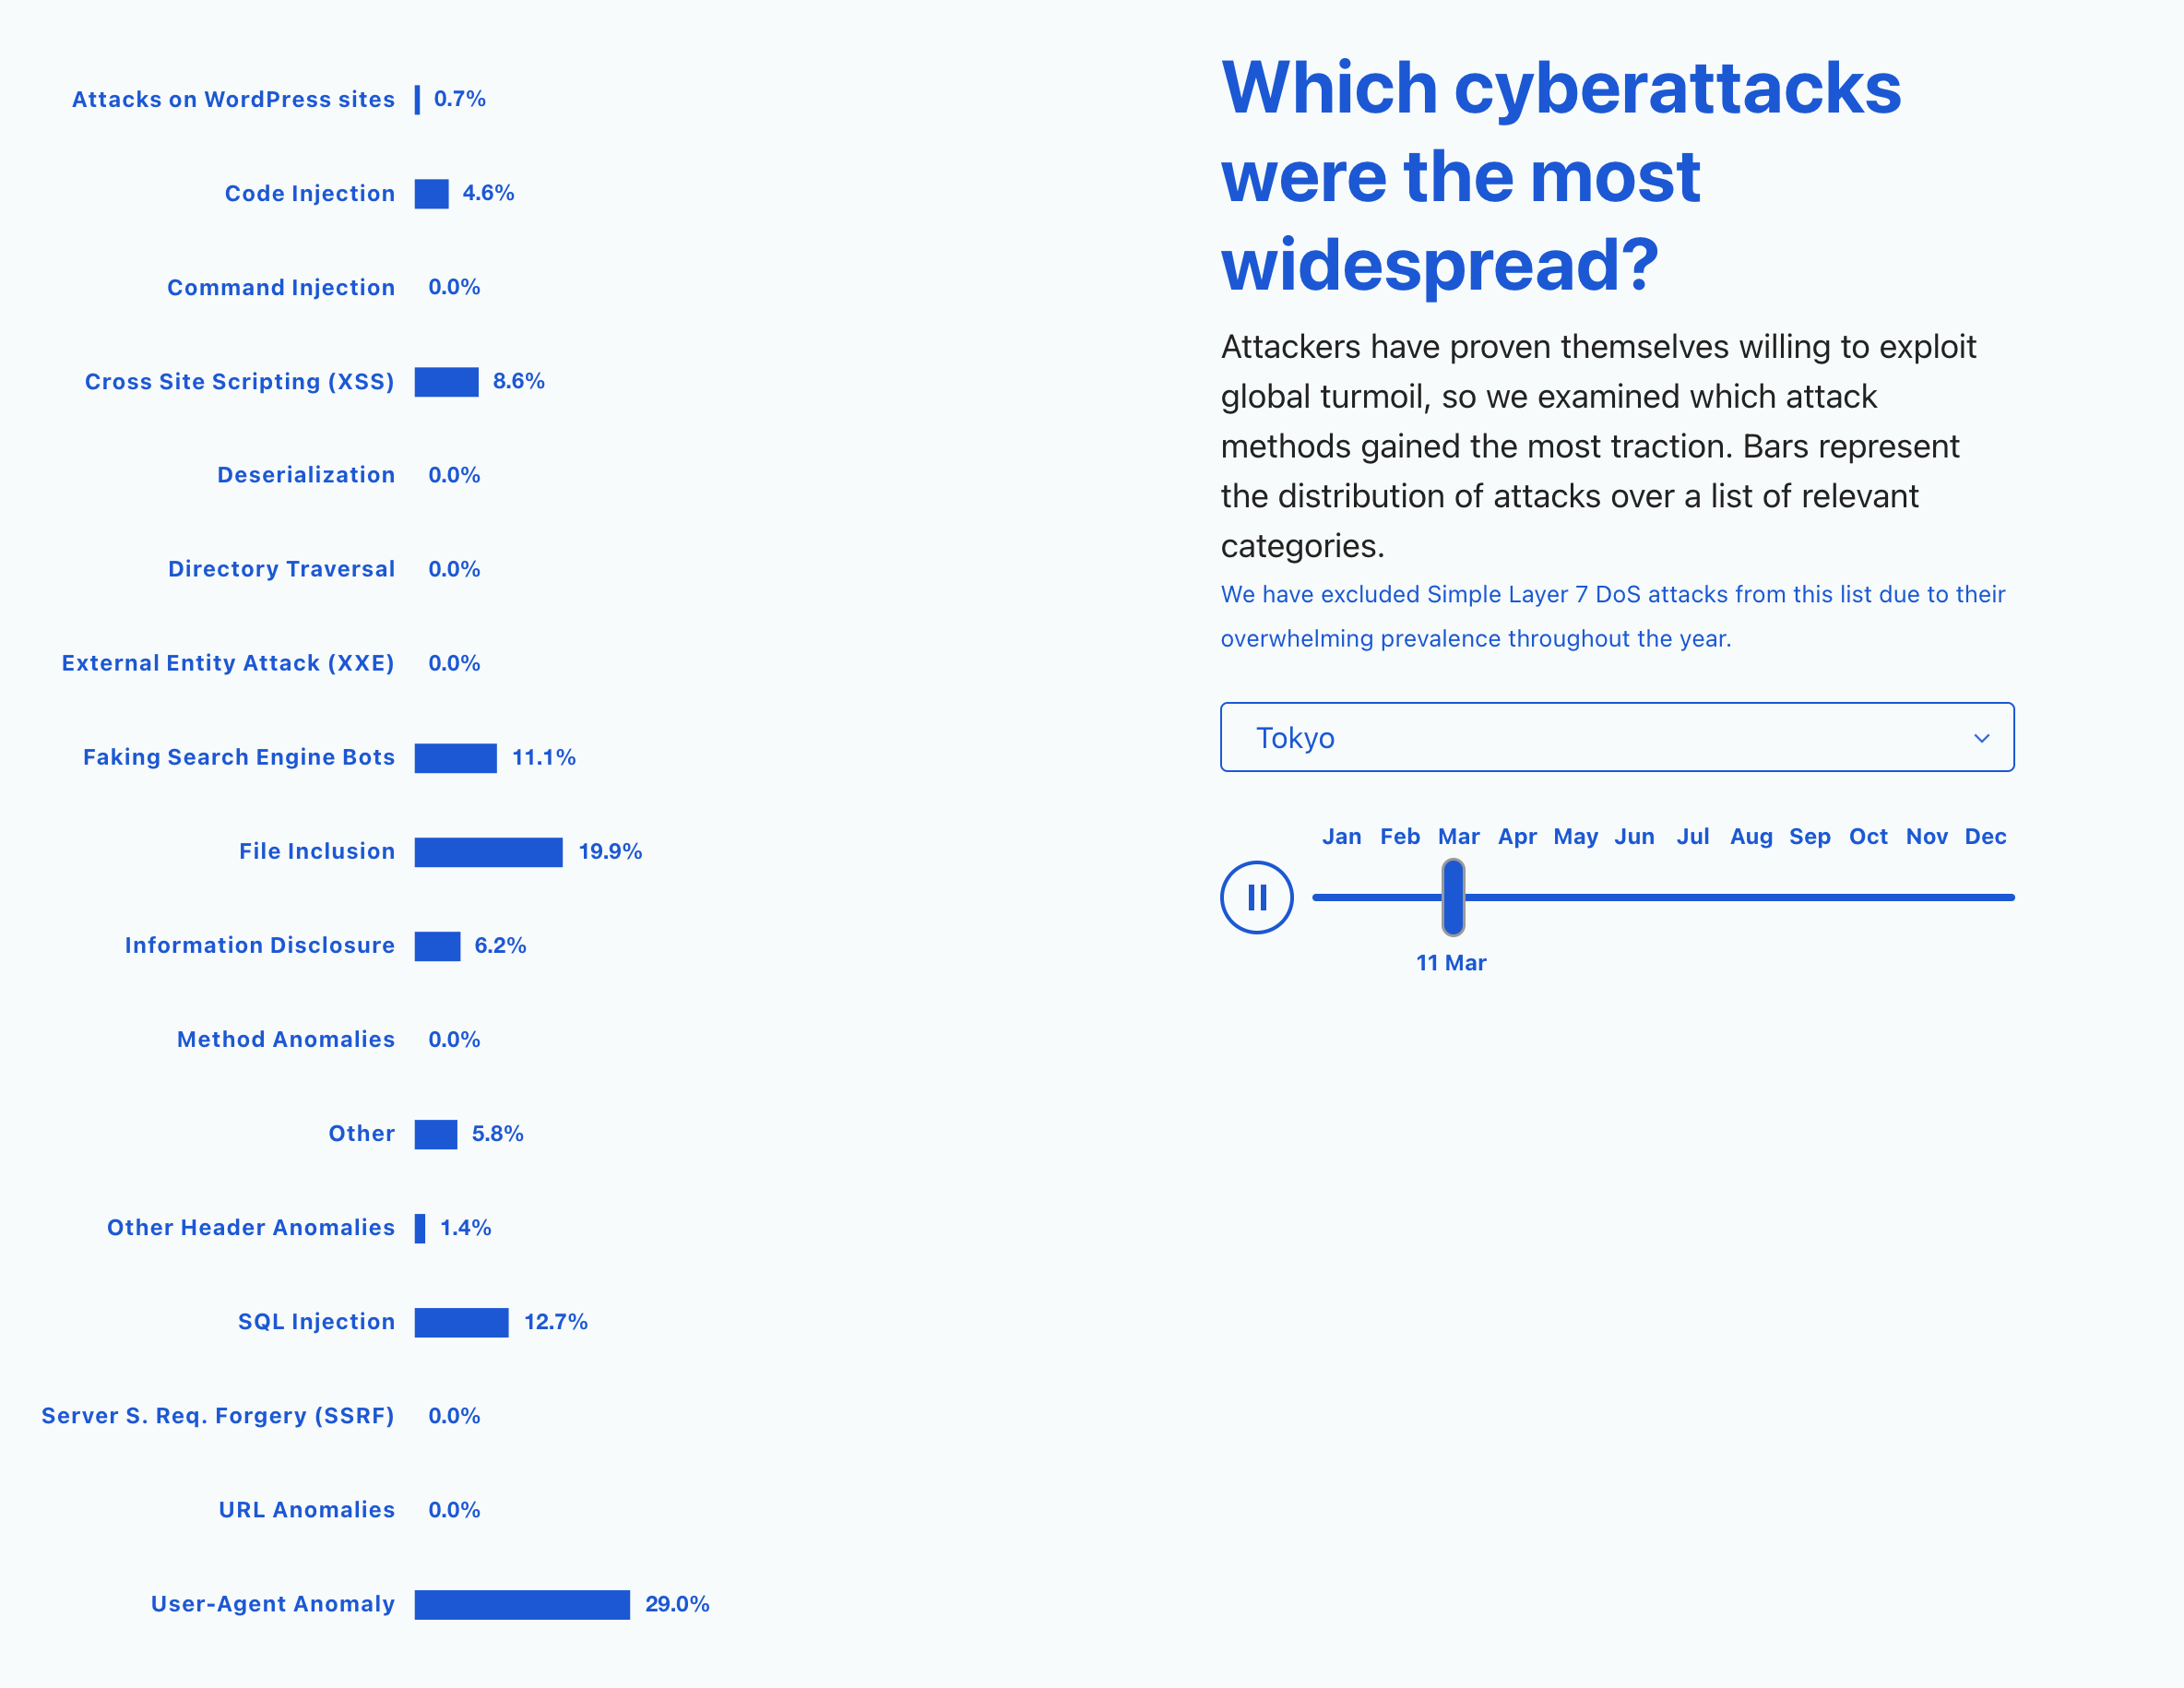 Attacks on WordPress sites 0.7%
Code Injection 4.6%
Command Injection 0.0%
Cross Site Scripting (XSS) 8.6%
Deserialization 0.0%
Directory Traversal 0.0%
External Entity Attack (XXE) 0.0%
Faking Search Engine Bots 11.1%
File Inclusion 19.9%
Information Disclosure 6.2%
Method Anomalies 0.0%
Other 5.8%
Other Header Anomalies 1.4%
SQL Injection 12.7%
Server S. Req. Forgery (SSRF) 0.0%
URL Anomalies 0.0%
User-Agent Anomaly 29.0%
Which cyberattacks
were the most
widespread?
Attackers have proven themselves willing to exploit
global turmoil, so we examined which attack
methods gained the most traction. Bars represent
the distribution of attacks over a list of relevant
categories.
We have excluded Simple Layer 7 DoS attacks from this list due to their
overwhelming prevalence throughout the year.
Tokyo
Jan Feb Mar Apr May Jun Jul Aug Sep Oct Nov Dec
11 Mar